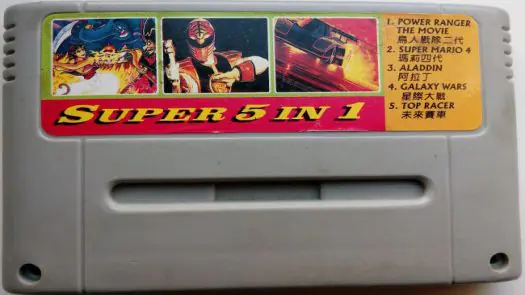 SUPER 5 IN 1
1. POWER RANGER
THE MOVIE
鳥人戰隊二代
2. SUPER MARIO 4
瑪莉四代
3. ALADDIN
阿拉丁
4. GALAXY WARS
星際大戰
5. TOP RACER
未來賽車